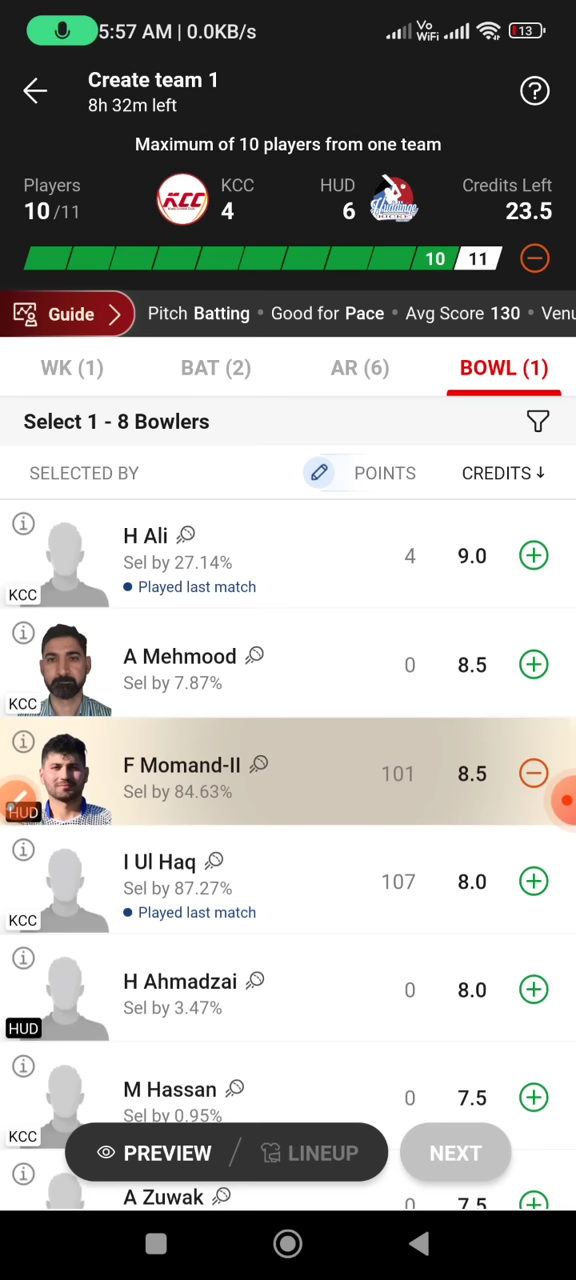 5:57 AM | 0.0KB/s
Vo
WiFi
13
Create team 1
8h 32m left
Maximum of 10 players from one team
Players
10 /11
KCC
KCC
4
HUD
6
Huddinge
Credits Left
23.5
10
11
Guide
Pitch Batting • Good for Pace • Avg Score 130 • Venu
WK (1)
BAT (2)
AR (6)
BOWL (1)
Select 1 - 8 Bowlers
SELECTED BY
POINTS
CREDITS ↓
H Ali
Sel by 27.14%
Played last match
KCC
4
9.0
A Mehmood
Sel by 7.87%
KCC
0
8.5
F Momand-II
Sel by 84.63%
HUD
101
8.5
I Ul Haq
Sel by 87.27%
Played last match
KCC
107
8.0
H Ahmadzai
Sel by 3.47%
HUD
0
8.0
M Hassan
Sel by 0.95%
KCC
0
7.5
PREVIEW / LINEUP
NEXT
A Zuwak
0
7.5